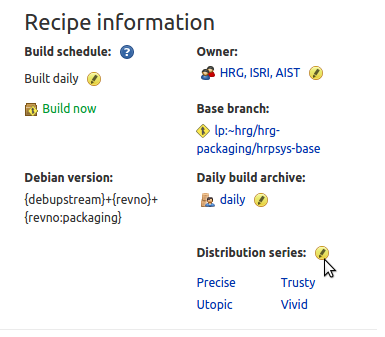 Recipe information
Build schedule:
Built daily
Build now
Owner:
HRG, ISRI, AIST
Base branch:
lp:~hrg/hrg-
packaging/hrpsys-base
Debian version:
{debupstream}+{revno}+
{revno:packaging}
Daily build archive:
daily
Distribution series:
Precise Trusty
Utopic Vivid